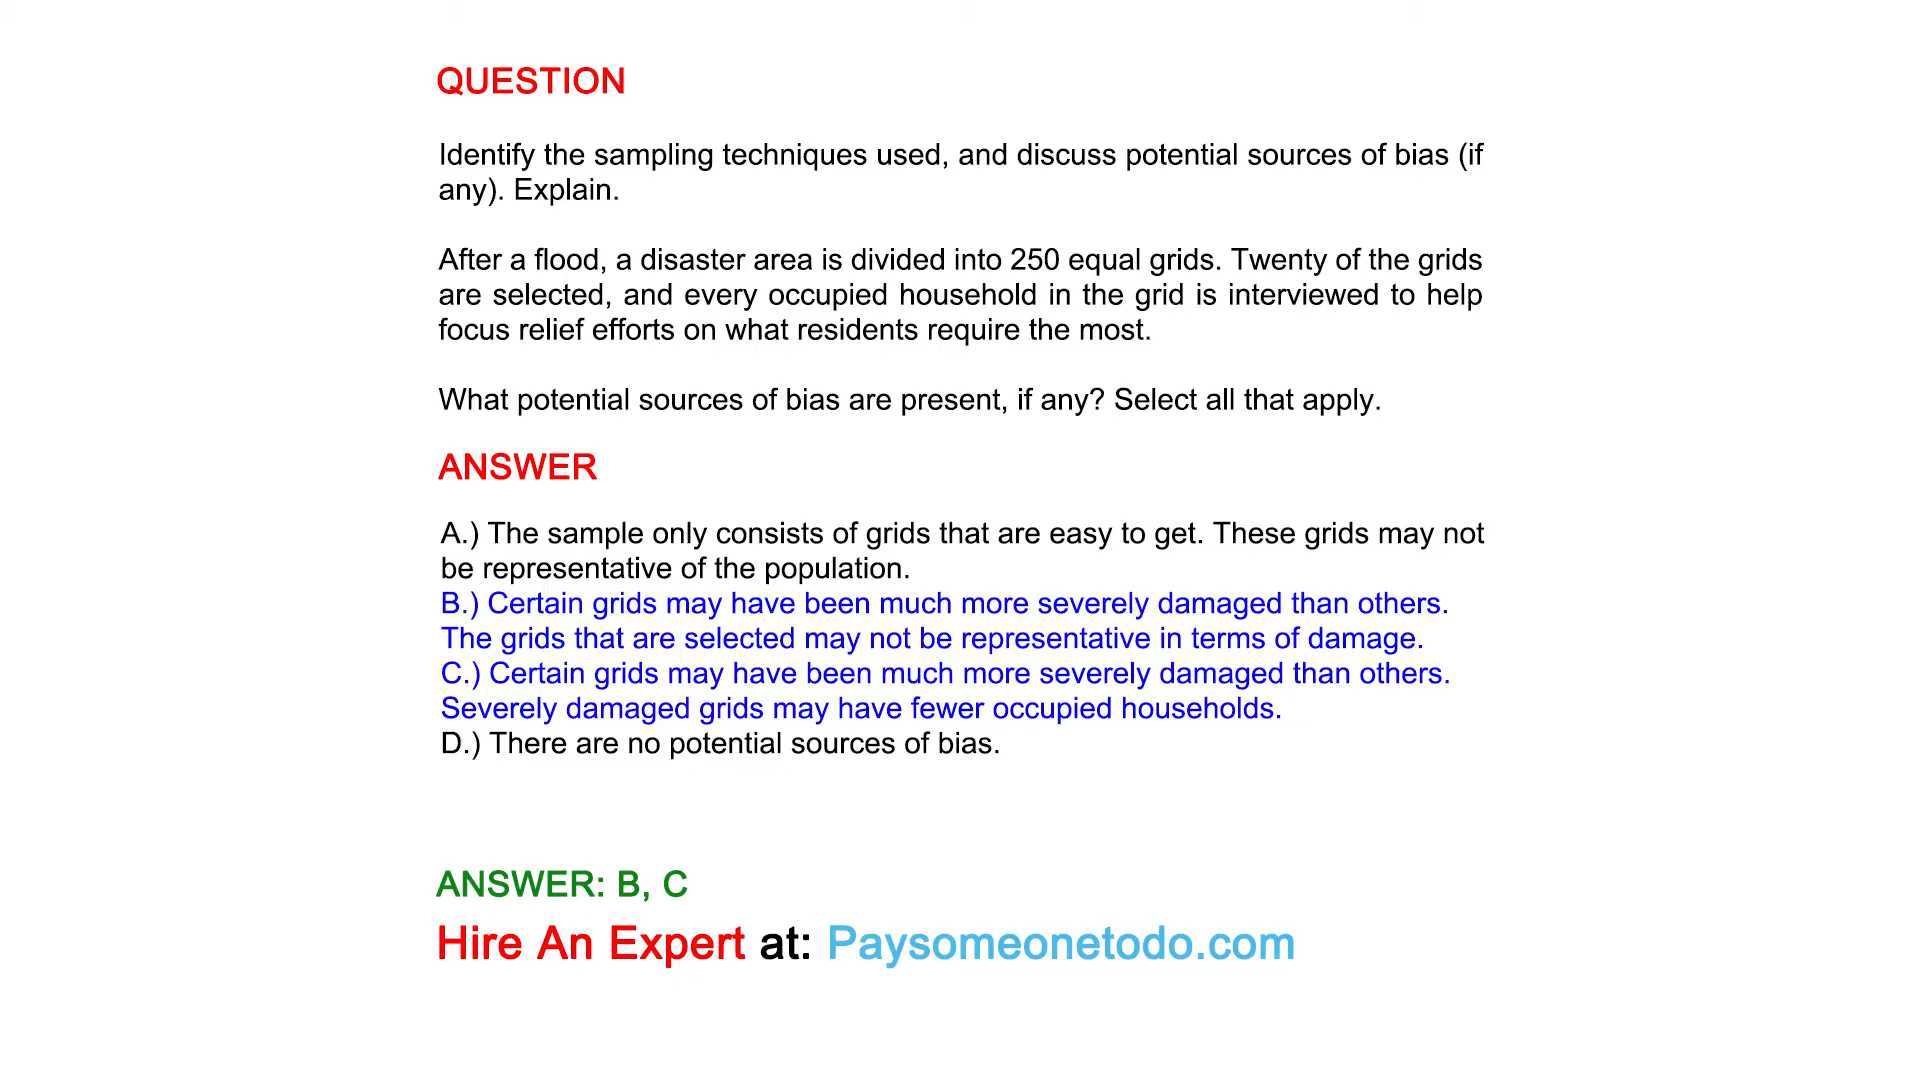 QUESTION
Identify the sampling techniques used, and discuss potential sources of bias (if
any). Explain.
After a flood, a disaster area is divided into 250 equal grids. Twenty of the grids
are selected, and every occupied household in the grid is interviewed to help
focus relief efforts on what residents require the most.
What potential sources of bias are present, if any? Select all that apply.
ANSWER
A.) The sample only consists of grids that are easy to get. These grids may not
be representative of the population.
B.) Certain grids may have been much more severely damaged than others.
The grids that are selected may not be representative in terms of damage.
C.) Certain grids may have been much more severely damaged than others.
Severely damaged grids may have fewer occupied households.
D.) There are no potential sources of bias.
ANSWER: B, C
Hire An Expert at: Paysomeonetodo.com